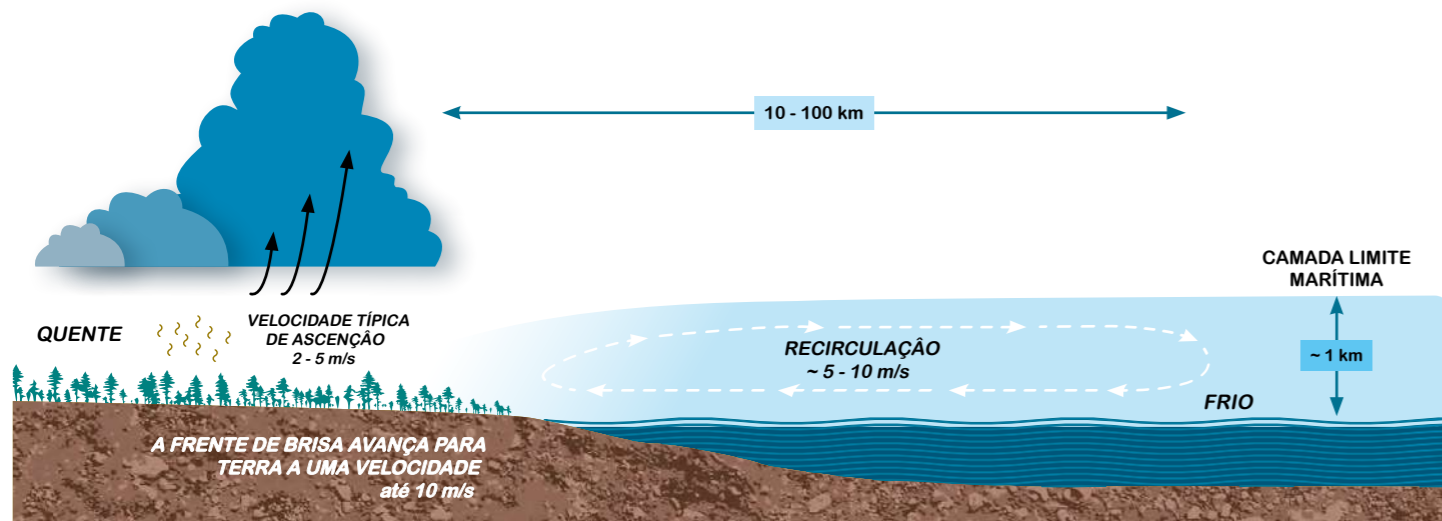 10 - 100 km
CAMADA LIMITE
MARÍTIMA
QUENTE
VELOCIDADE TÍPICA
DE ASCENÇÂO
2 - 5 m/s
RECIRCULAÇÂO
~ 5 - 10 m/s
~ 1 km
FRIO
A FRENTE DE BRISA AVANÇA PARA
TERRA A UMA VELOCIDADE
até 10 m/s